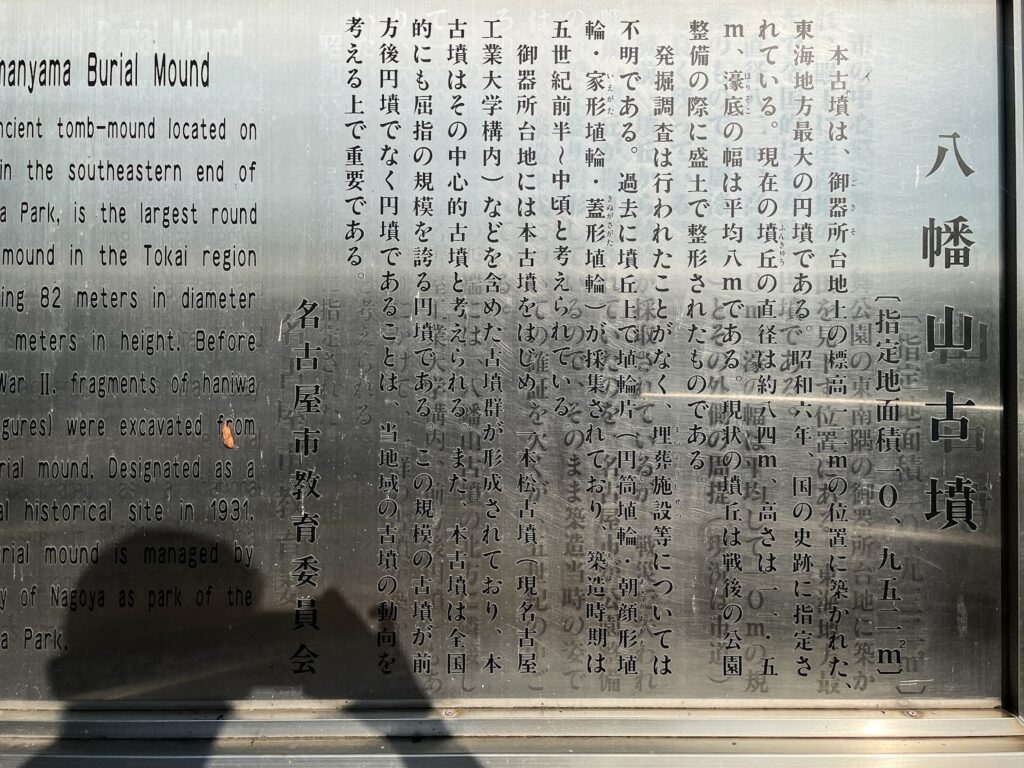 八幡山古墳
〔指定地面積一〇、九五一㎡〕
本古墳は、御器所台地上の標高一二mの位置に築かれた、
東海地方最大の円墳である。昭和六年、国の史跡に指定さ
れている。現在の墳丘の直径は約八四m、高さは一一・五
m、濠底の幅は平均八mである。現状の墳丘は戦後の公園
整備の際に盛土で整形されたものである。
発掘調査は行われたことがなく、埋葬施設等については
不明である。過去に墳丘上で埴輪片（円筒埴輪・朝顔形埴
輪・家形埴輪・蓋形埴輪）が採集されており、築造時期は
五世紀前半～中頃と考えられている。
御器所台地には本古墳をはじめ、一本松古墳（現名古屋
工業大学構内）などを含めた古墳群が形成されており、本
古墳はその中心的古墳と考えられる。また、本古墳は全国
的にも屈指の規模を誇る円墳である。この規模の古墳が前
方後円墳でなく円墳であることは、当地域の古墳の動向を
考える上で重要である。
名古屋市教育委員会
manyama Burial Mound
ncient tomb-mound located on
in the southeastern end of
a Park, is the largest round
mound in the Tokai region
ing 82 meters in diameter
meters in height. Before
War II. fragments of haniwa
gures) were excavated from
rial mound. Designated as a
al historical site in 1931.
rial mound is managed by
y of Nagoya as park of the
a Park.